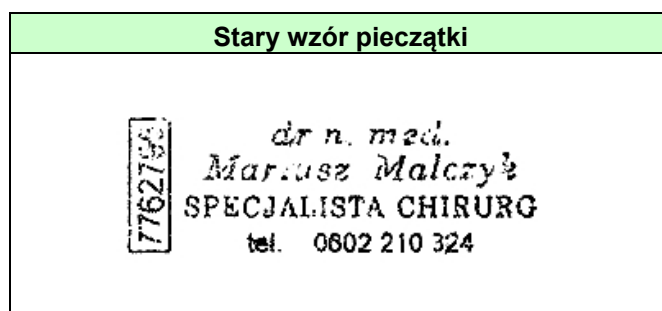 Stary wzór pieczątki
dr n. med.
Mariusz Malczyk
SPECJALISTA CHIRURG
tel. 0602 210 324